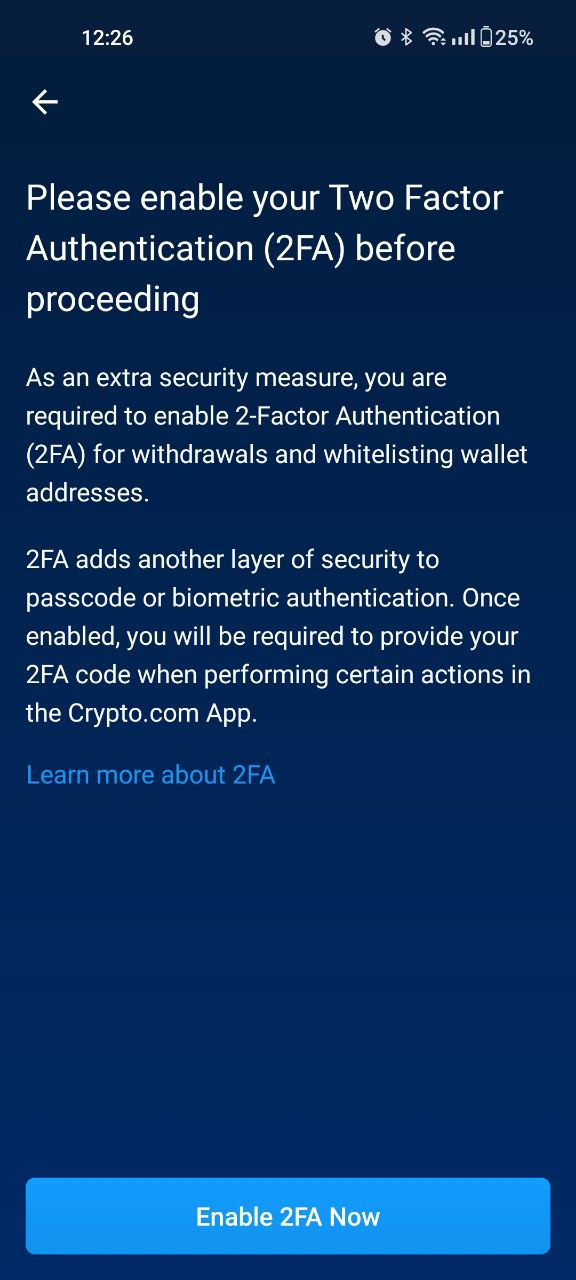 12:26 25%
Please enable your Two Factor
Authentication (2FA) before
proceeding
As an extra security measure, you are
required to enable 2-Factor Authentication
(2FA) for withdrawals and whitelisting wallet
addresses.
2FA adds another layer of security to
passcode or biometric authentication. Once
enabled, you will be required to provide your
2FA code when performing certain actions in
the Crypto.com App.
Learn more about 2FA
Enable 2FA Now